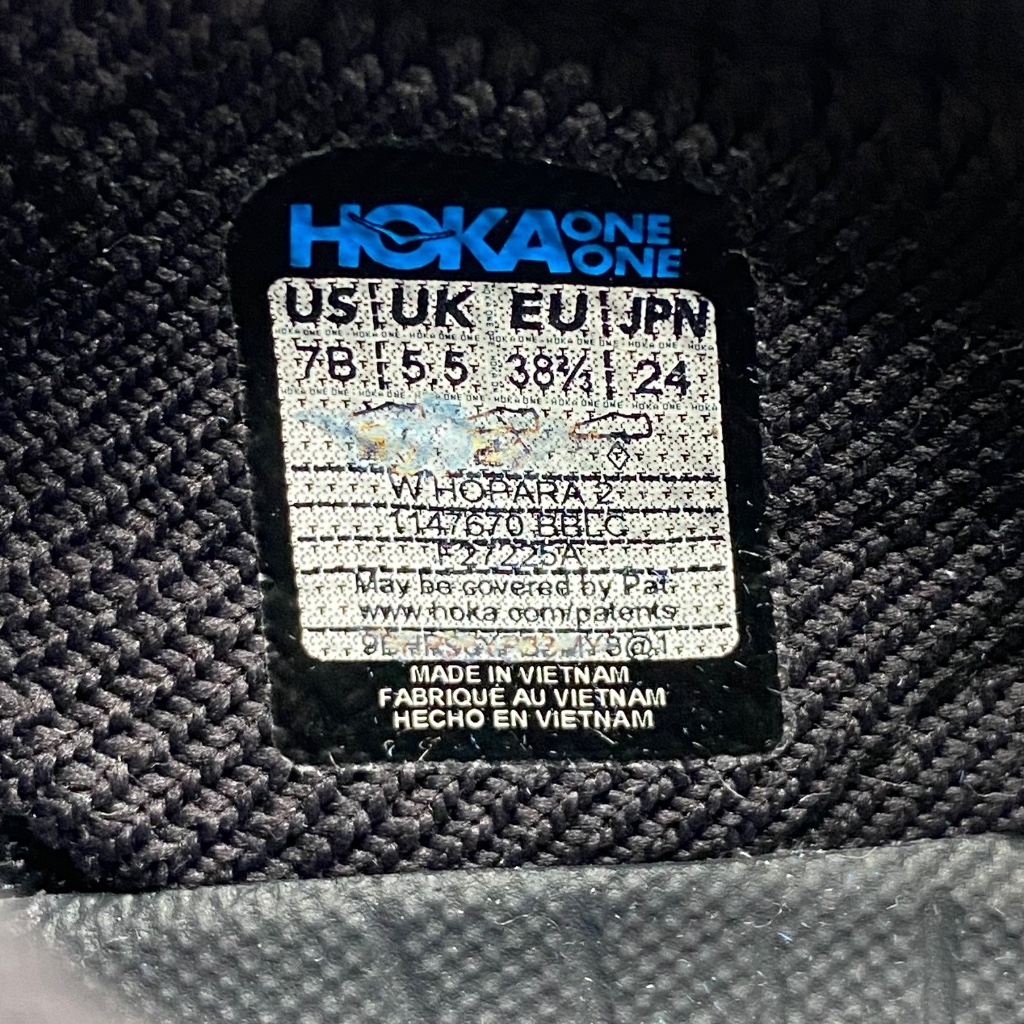 HOKA ONE ONE
US UK EU JPN
7B 5.5 38⅔ 24
W HOPARA 2
1147670 BBLC
F27225A
May be covered by Pat.
www.hoka.com/patents
MADE IN VIETNAM
FABRIQUÉ AU VIETNAM
HECHO EN VIETNAM